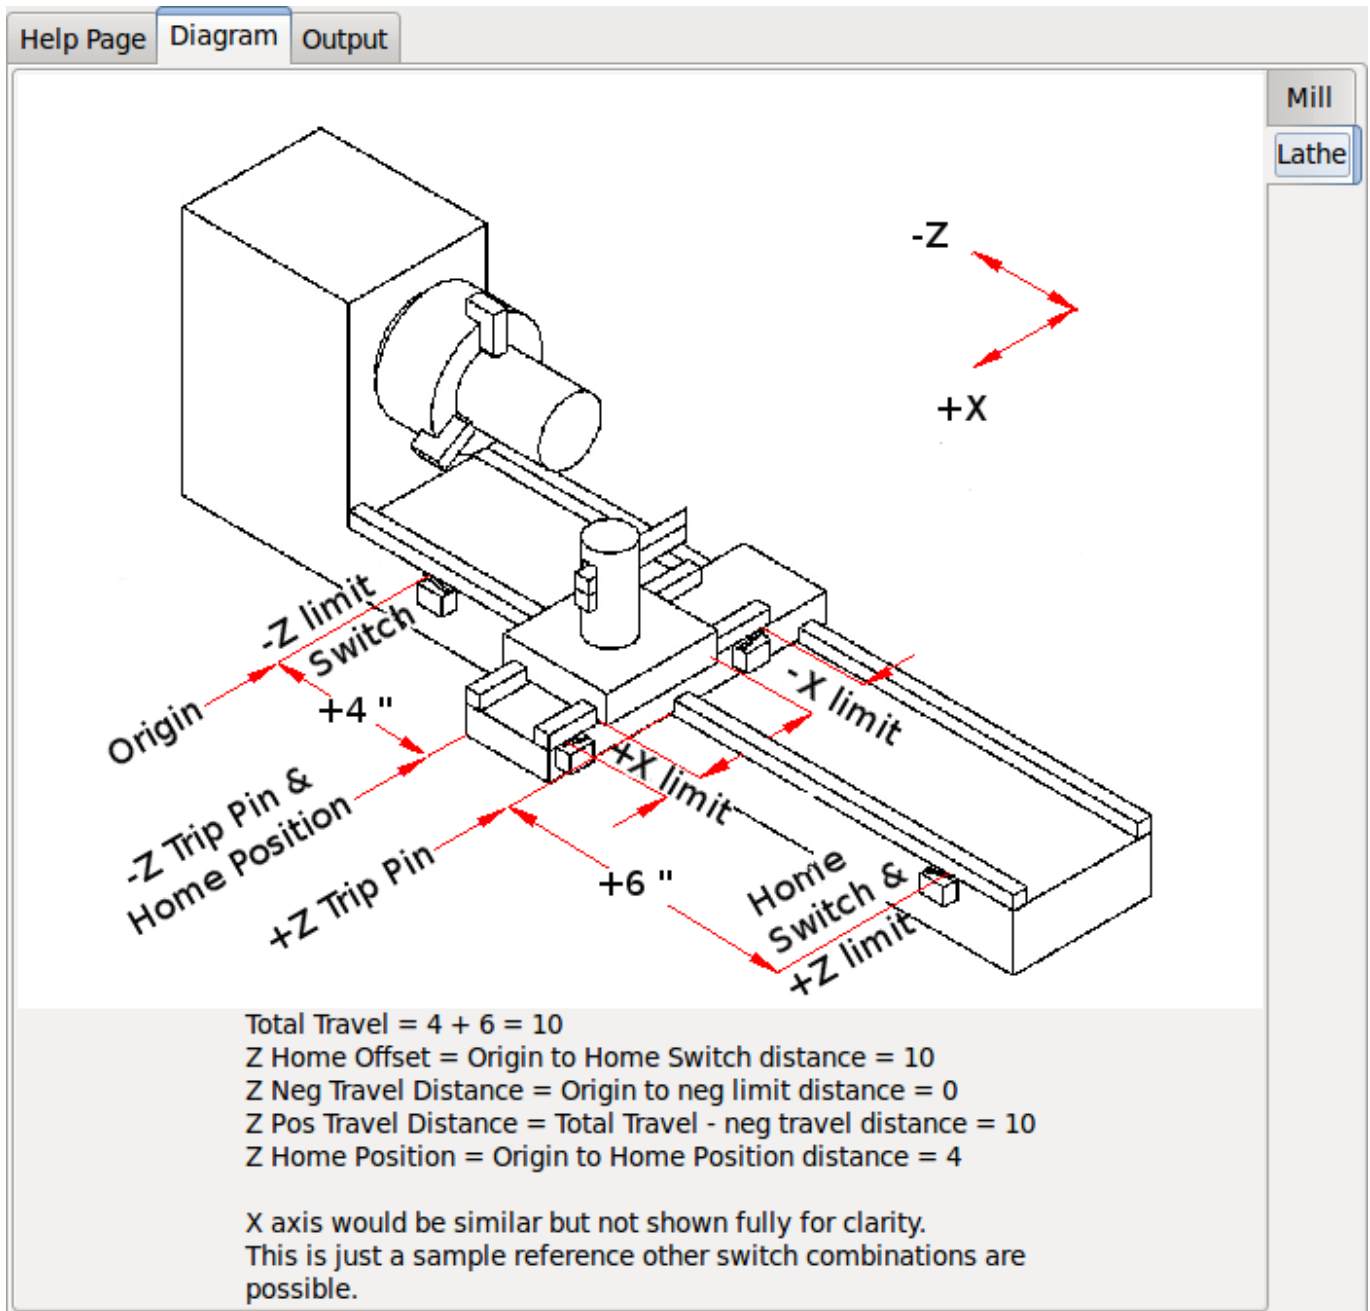 Help Page
Diagram
Output
Mill
Lathe
-Z
+X
-Z limit
Switch
Origin
+4 "
-X limit
+X limit
-Z Trip Pin &
Home Position
+Z Trip Pin
+6 "
Home
Switch &
+Z limit
Total Travel = 4 + 6 = 10
Z Home Offset = Origin to Home Switch distance = 10
Z Neg Travel Distance = Origin to neg limit distance = 0
Z Pos Travel Distance = Total Travel - neg travel distance = 10
Z Home Position = Origin to Home Position distance = 4
X axis would be similar but not shown fully for clarity.
This is just a sample reference other switch combinations are
possible.